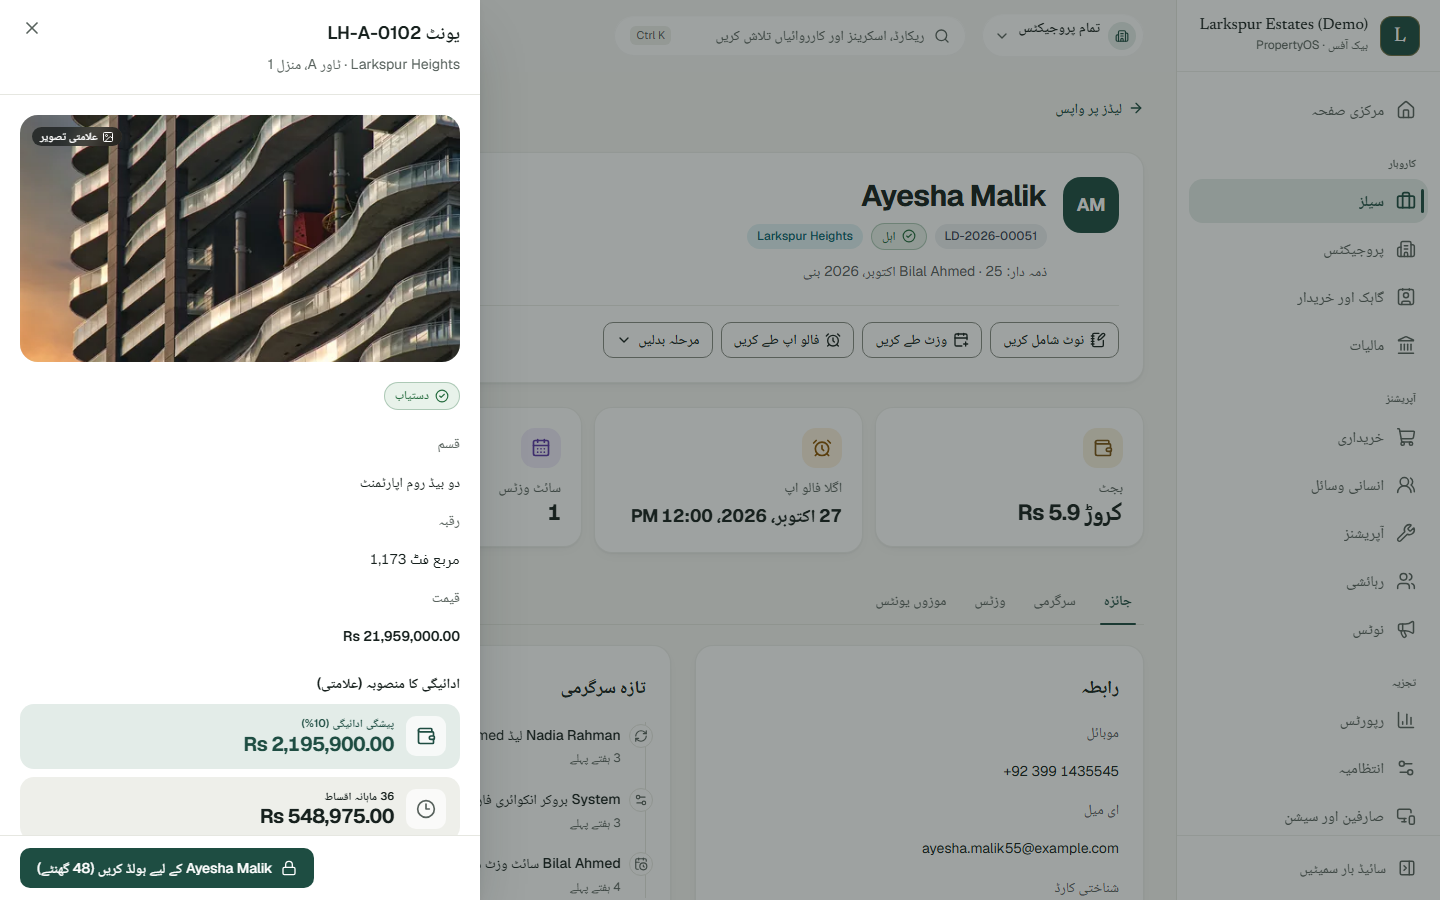 یونٹ LH-A-0102
Larkspur Heights · ٹاور A، منزل 1
علامتی تصویر
دستیاب
قسم
دو بیڈ روم اپارٹمنٹ
رقبہ
1,173 مربع فٹ
قیمت
Rs 21,959,000.00
ادائیگی کا منصوبہ (علامتی)
پیشگی ادائیگی (10%)
Rs 2,195,900.00
36 ماہانہ اقساط
Rs 548,975.00
Ayesha Malik کے لیے ہولڈ کریں (48 گھنٹے)
Larkspur Estates (Demo)
بیک آفس · PropertyOS
L
مرکزی صفحہ
کاروبار
سیلز
پروجیکٹس
گاہک اور خریدار
مالیات
آپریشنز
خریداری
انسانی وسائل
آپریشنز
رہائشی
نوٹس
تجزیہ
رپورٹس
انتظامیہ
صارفین اور سیشن
سائیڈ بار سمیٹیں
تمام پروجیکٹس
ریکارڈ، اسکرینز اور کارروائیاں تلاش کریں
Ctrl K
لیڈز پر واپس
AM
Ayesha Malik
LD-2026-00051
اہل
Larkspur Heights
ذمہ دار: Bilal Ahmed · 25 اکتوبر، 2026 بنی
نوٹ شامل کریں
وزٹ طے کریں
فالو اپ طے کریں
مرحلہ بدلیں
بجٹ
Rs 5.9 کروڑ
اگلا فالو اپ
27 اکتوبر، 2026، 12:00 PM
سائٹ وزٹس
1
جائزہ
سرگرمی
وزٹس
موزوں یونٹس
رابطہ
موبائل
+92 399 1435545
ای میل
ayesha.malik55@example.com
شناختی کارڈ
تازہ سرگرمی
Nadia Rahman لیڈ
3 ہفتے پہلے
System بروکر انکوائری
3 ہفتے پہلے
Bilal Ahmed سائٹ وزٹ
4 ہفتے پہلے